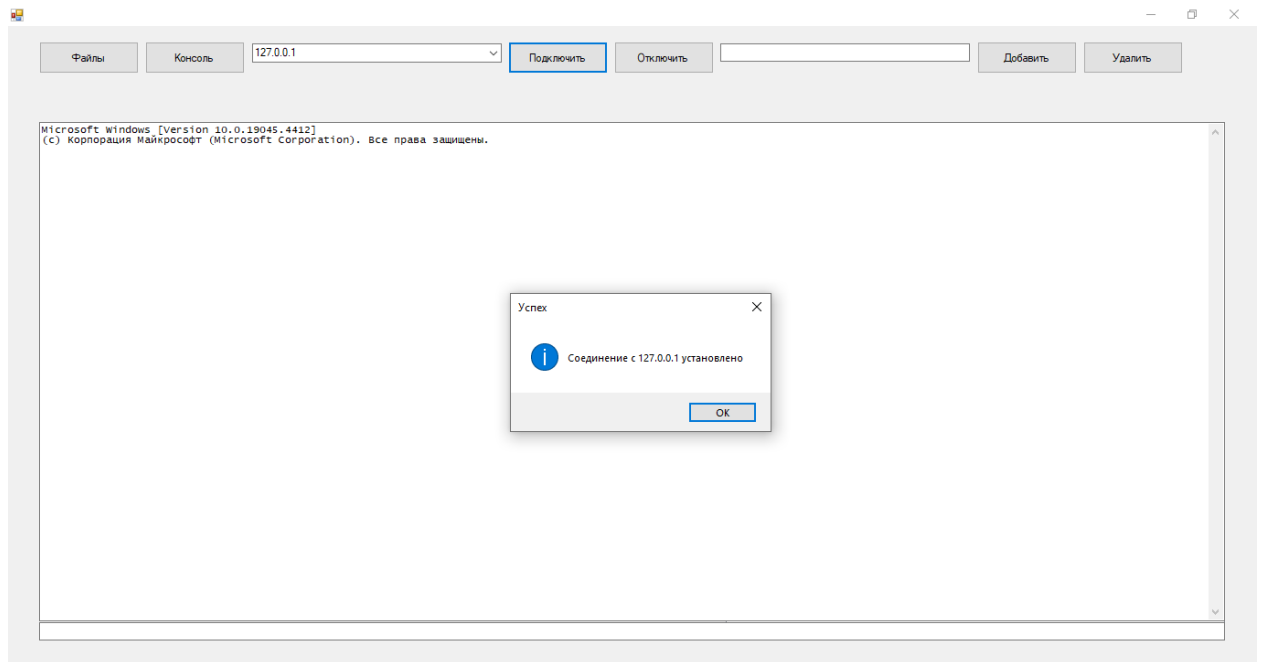 Файлы
Консоль
127.0.0.1
Подключить
Отключить
Добавить
Удалить
Microsoft Windows [Version 10.0.19045.4412]
(c) Корпорация Майкрософт (Microsoft Corporation). Все права защищены.
Успех
Соединение с 127.0.0.1 установлено
ОК